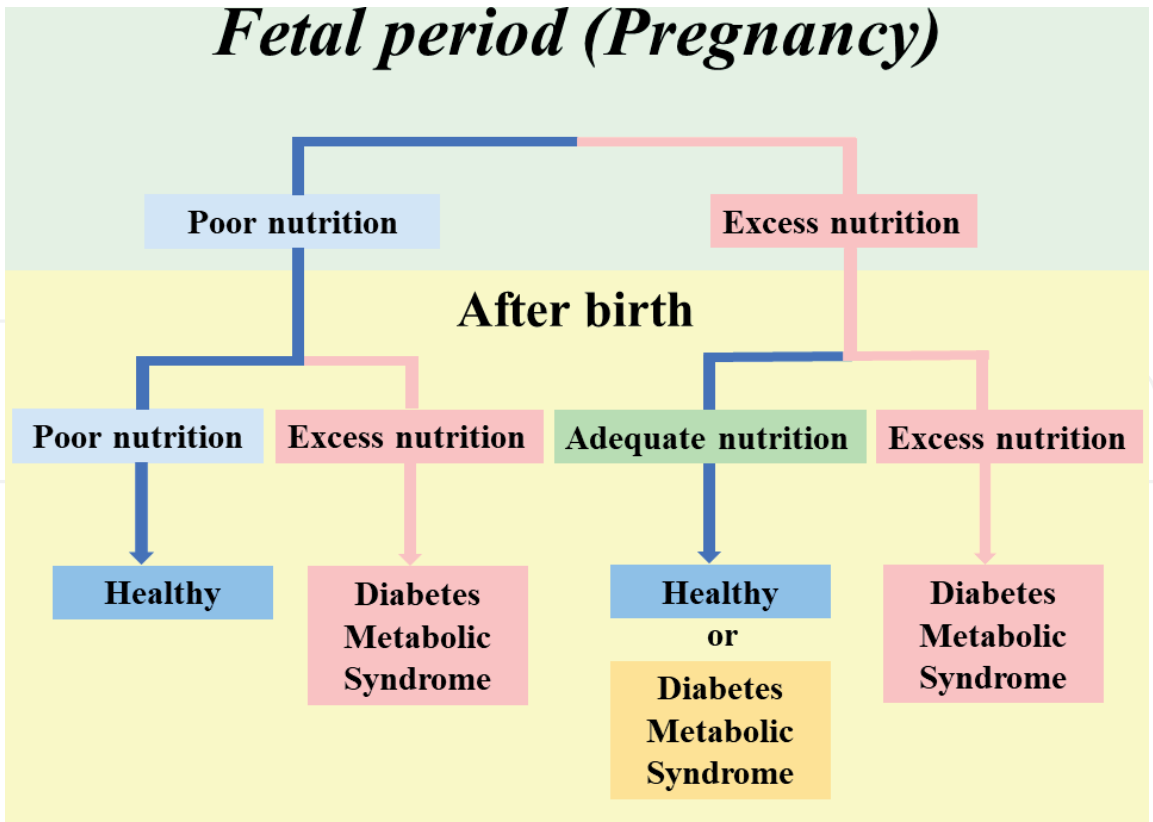 Fetal period (Pregnancy)
Poor nutrition
Excess nutrition
After birth
Poor nutrition
Excess nutrition
Adequate nutrition
Excess nutrition
Healthy
Diabetes
Metabolic
Syndrome
Healthy
or
Diabetes
Metabolic
Syndrome
Diabetes
Metabolic
Syndrome